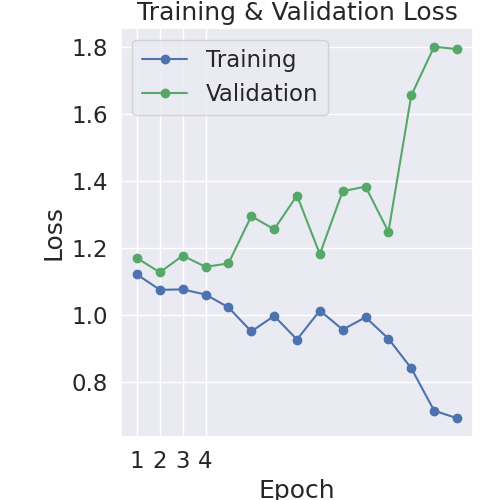 Training & Validation Loss
Training
Validation
Loss
1.8
1.6
1.4
1.2
1.0
0.8
1 2 3 4
Epoch